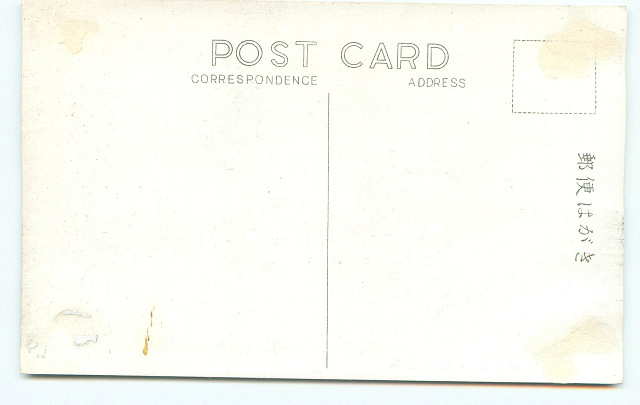 POST CARD
CORRESPONDENCE
ADDRESS
郵便はがき